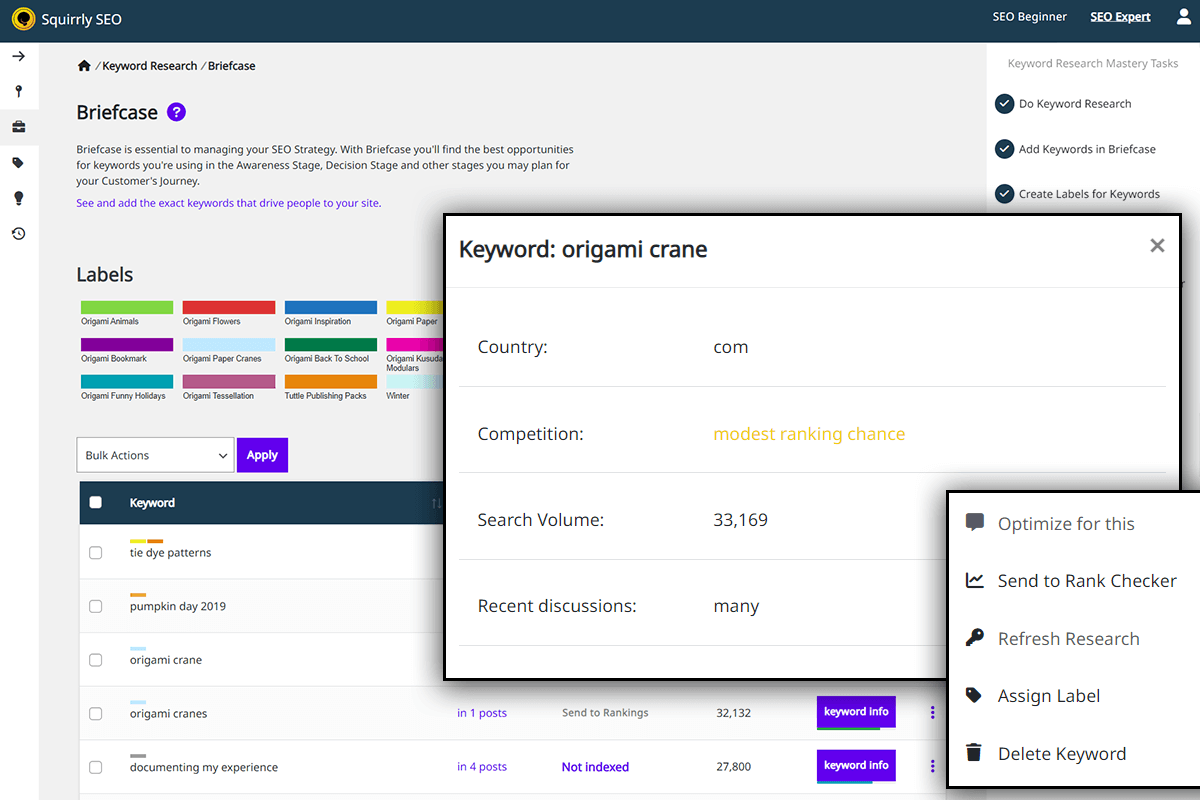 Squirrly SEO
SEO Beginner
SEO Expert
/ Keyword Research / Briefcase
Briefcase ?
Briefcase is essential to managing your SEO Strategy. With Briefcase you'll find the best opportunities
for keywords you're using in the Awareness Stage, Decision Stage and other stages you may plan for
your Customer's Journey.
See and add the exact keywords that drive people to your site.
Keyword Research Mastery Tasks
Do Keyword Research
Add Keywords in Briefcase
Create Labels for Keywords
Labels
Origami Animals
Origami Flowers
Origami Inspiration
Origami Paper
Origami Bookmark
Origami Paper Cranes
Origami Back To School
Origami Kusuda
Modulars
Origami Funny Holidays
Origami Tessellation
Tuttle Publishing Packs
Winter
Bulk Actions
Apply
Keyword
tie dye patterns
pumpkin day 2019
origami crane
origami cranes
in 1 posts
Send to Rankings
32,132
keyword info
documenting my experience
in 4 posts
Not indexed
27,800
keyword info
Keyword: origami crane
×
Country:
com
Competition:
modest ranking chance
Search Volume:
33,169
Recent discussions:
many
Optimize for this
Send to Rank Checker
Refresh Research
Assign Label
Delete Keyword